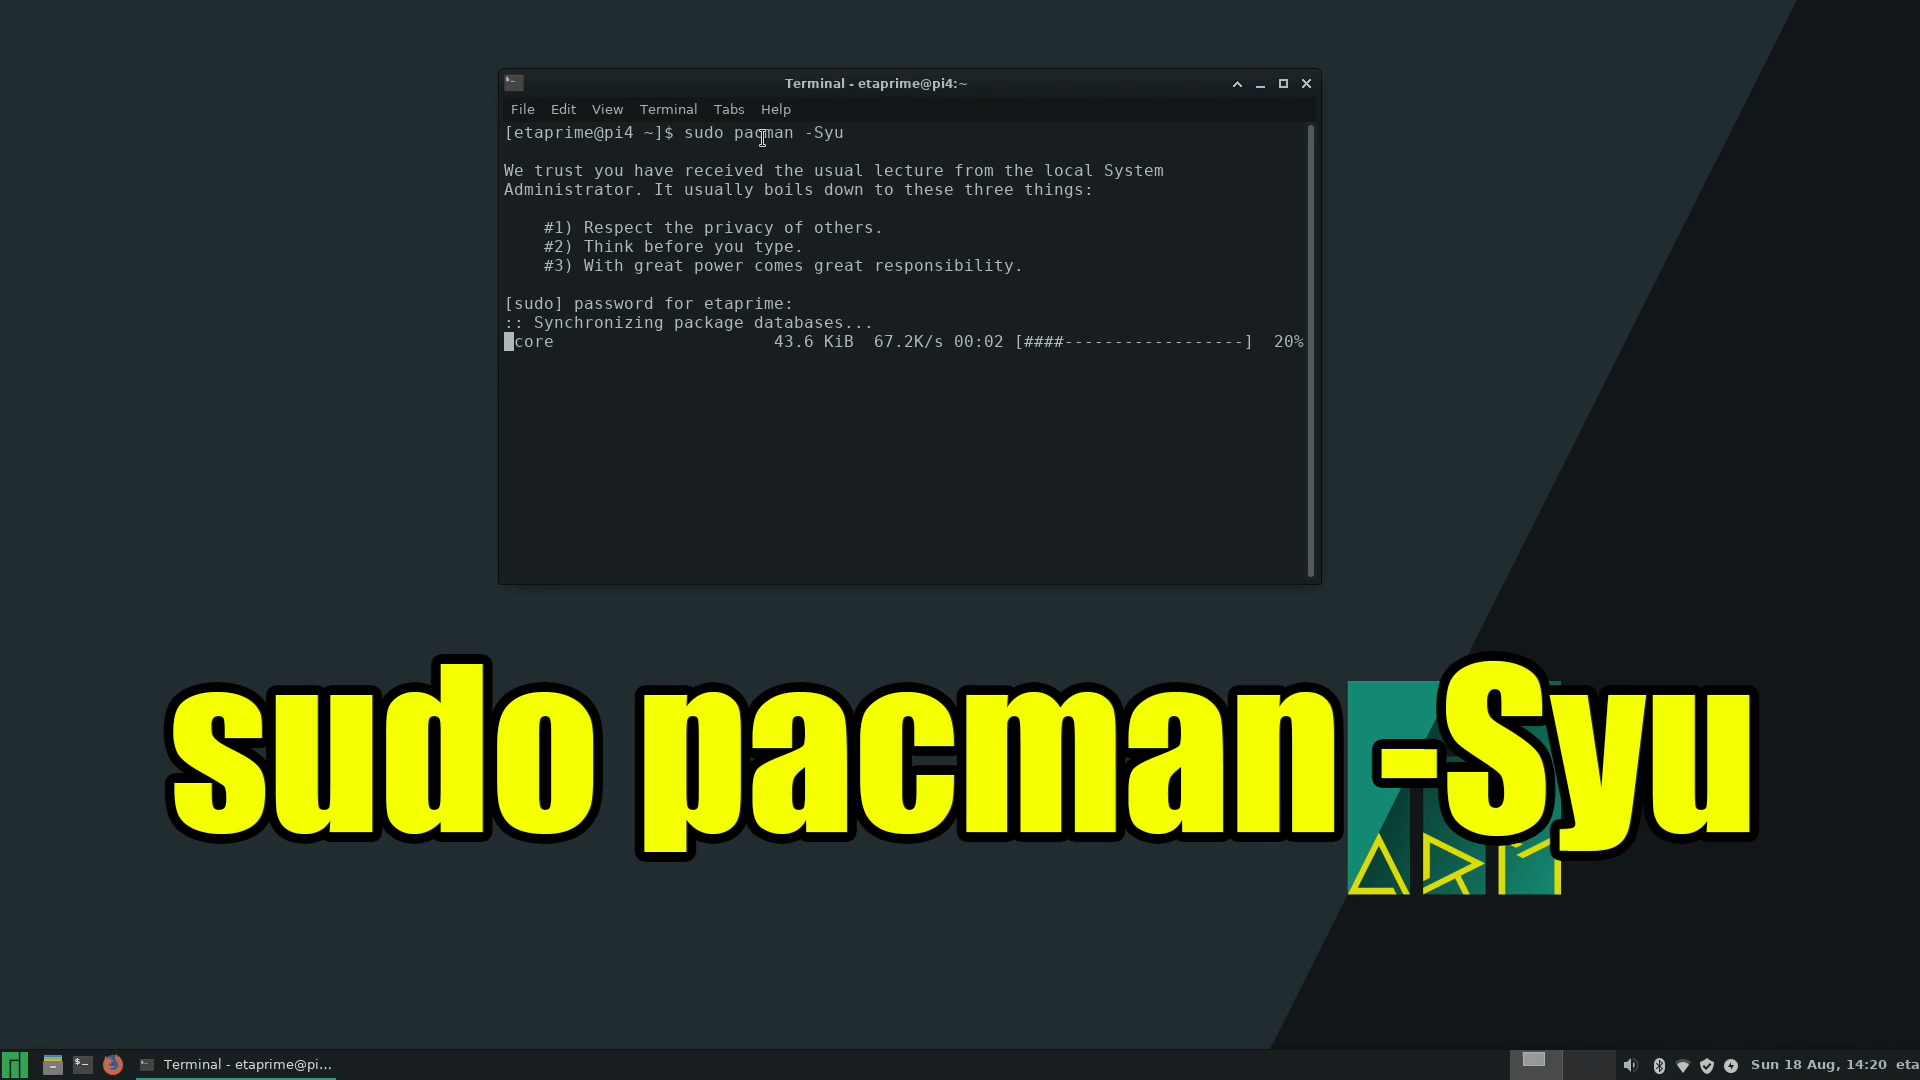 Terminal - etaprime@pi4:~
File Edit View Terminal Tabs Help
[etaprime@pi4 ~]$ sudo pacman -Syu
We trust you have received the usual lecture from the local System
Administrator. It usually boils down to these three things:
#1) Respect the privacy of others.
#2) Think before you type.
#3) With great power comes great responsibility.
[sudo] password for etaprime:
:: Synchronizing package databases...
core 43.6 KiB 67.2K/s 00:02 [####------------------] 20%
sudo pacman -Syu
Terminal - etaprime@pi...
Sun 18 Aug, 14:20 eta